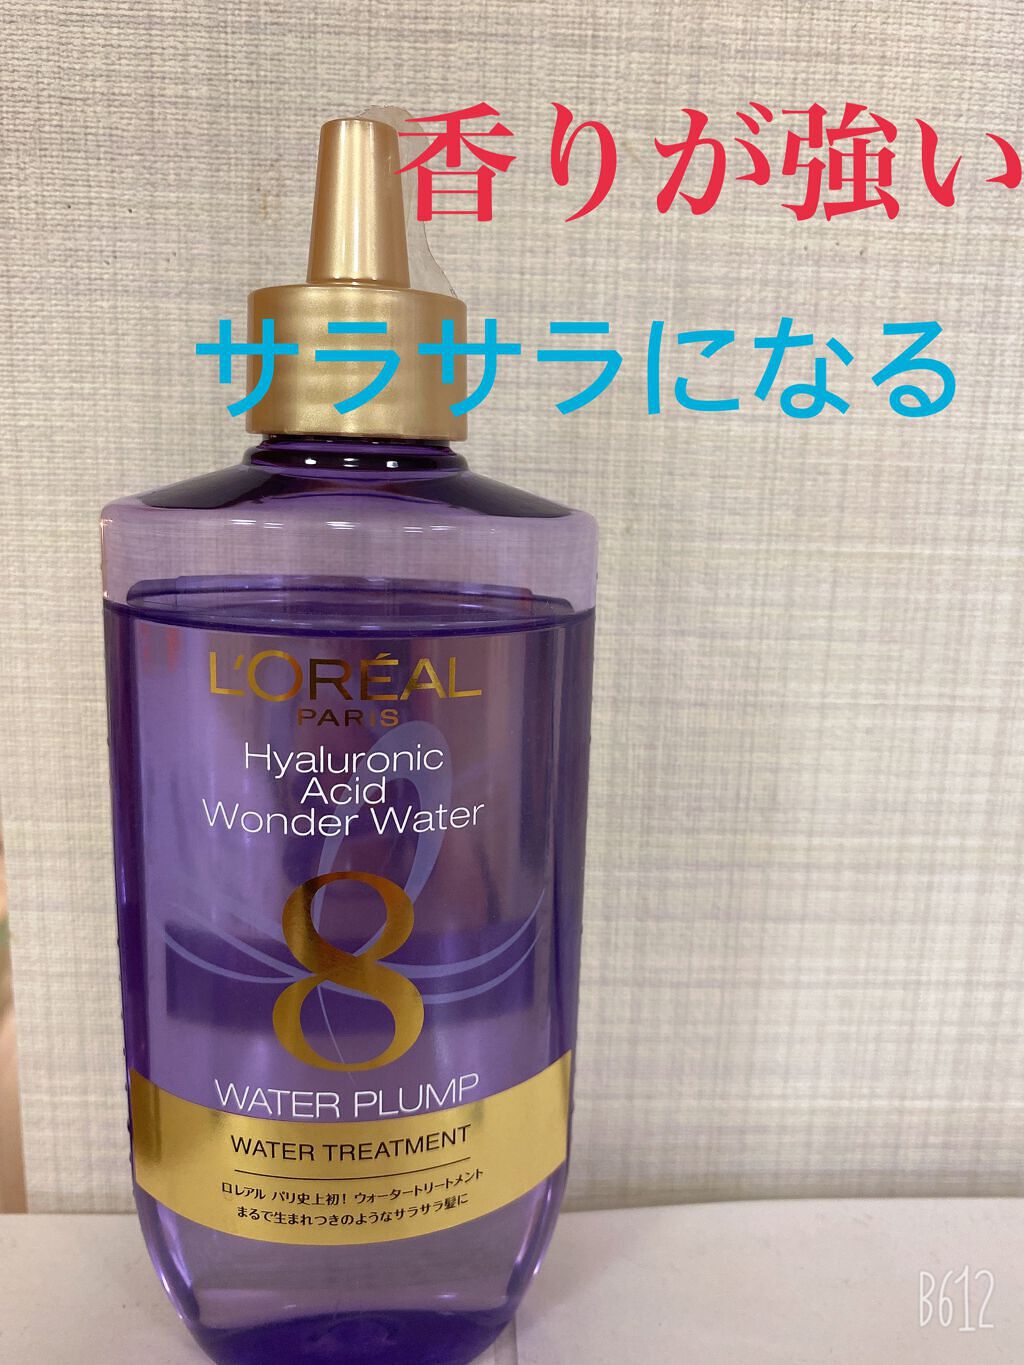 香りが強い
サラサラになる
L'ORÉAL
PARIS
Hyaluronic
Acid
Wonder Water
8
WATER PLUMP
WATER TREATMENT
ロレアル パリ史上初！ウォータートリートメント
まるで生まれつきのようなサラサラ髪に
B612